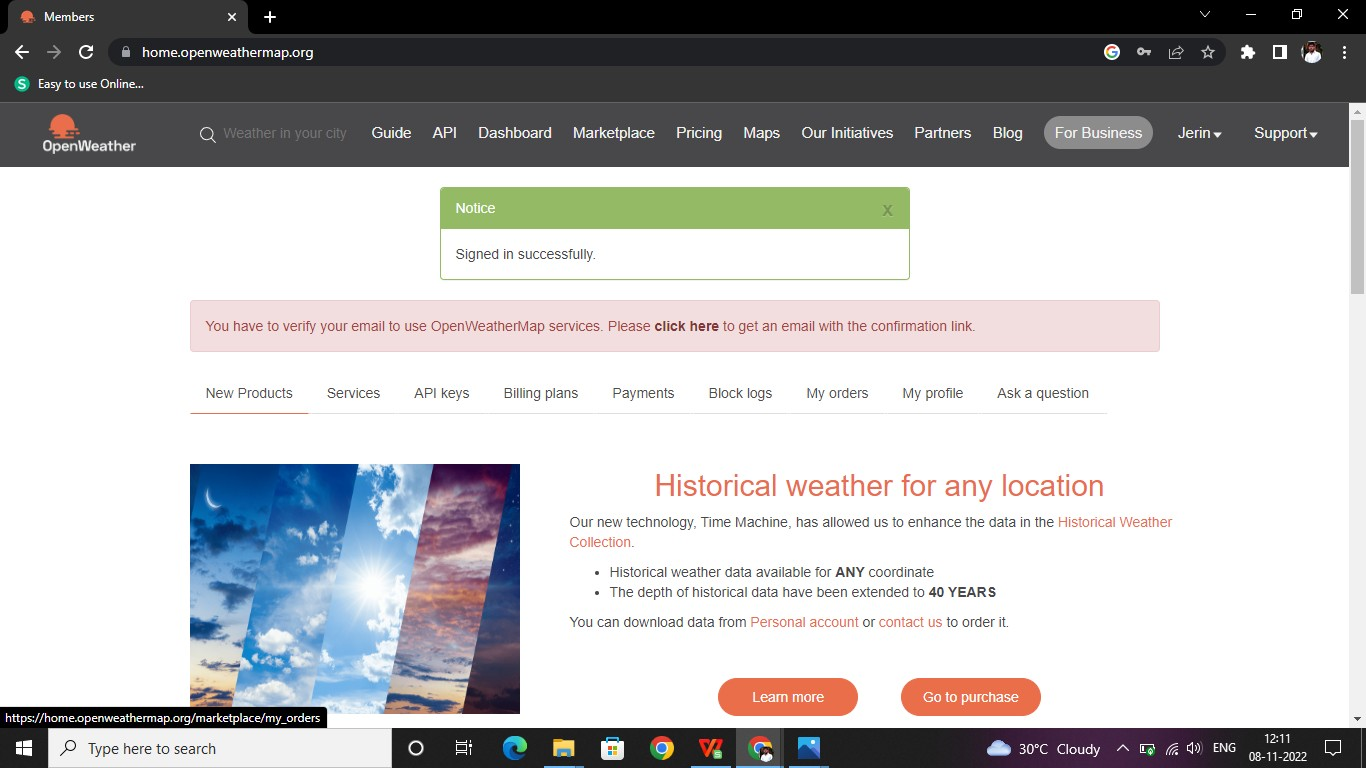 Members
home.openweathermap.org
Easy to use Online...
OpenWeather
Weather in your city
Guide
API
Dashboard
Marketplace
Pricing
Maps
Our Initiatives
Partners
Blog
For Business
Jerin
Support
Notice
x
Signed in successfully.
You have to verify your email to use OpenWeatherMap services. Please click here to get an email with the confirmation link.
New Products
Services
API keys
Billing plans
Payments
Block logs
My orders
My profile
Ask a question
Historical weather for any location
Our new technology, Time Machine, has allowed us to enhance the data in the Historical Weather
Collection.
• Historical weather data available for ANY coordinate
• The depth of historical data have been extended to 40 YEARS
You can download data from Personal account or contact us to order it.
Learn more
Go to purchase
https://home.openweathermap.org/marketplace/my_orders
Type here to search
30°C Cloudy
ENG
12:11
08-11-2022